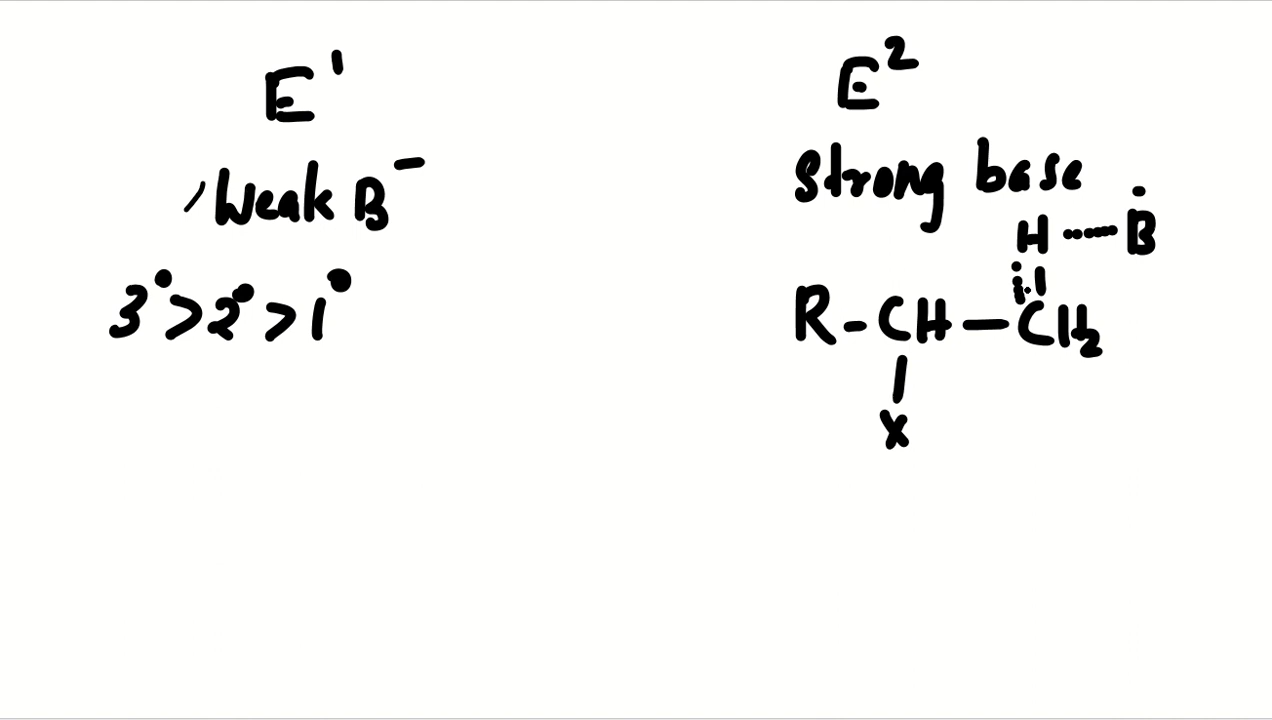 E¹
Weak B⁻
3°>2°>1°
E²
Strong base
H ······ B
R-CH—CH₂
X